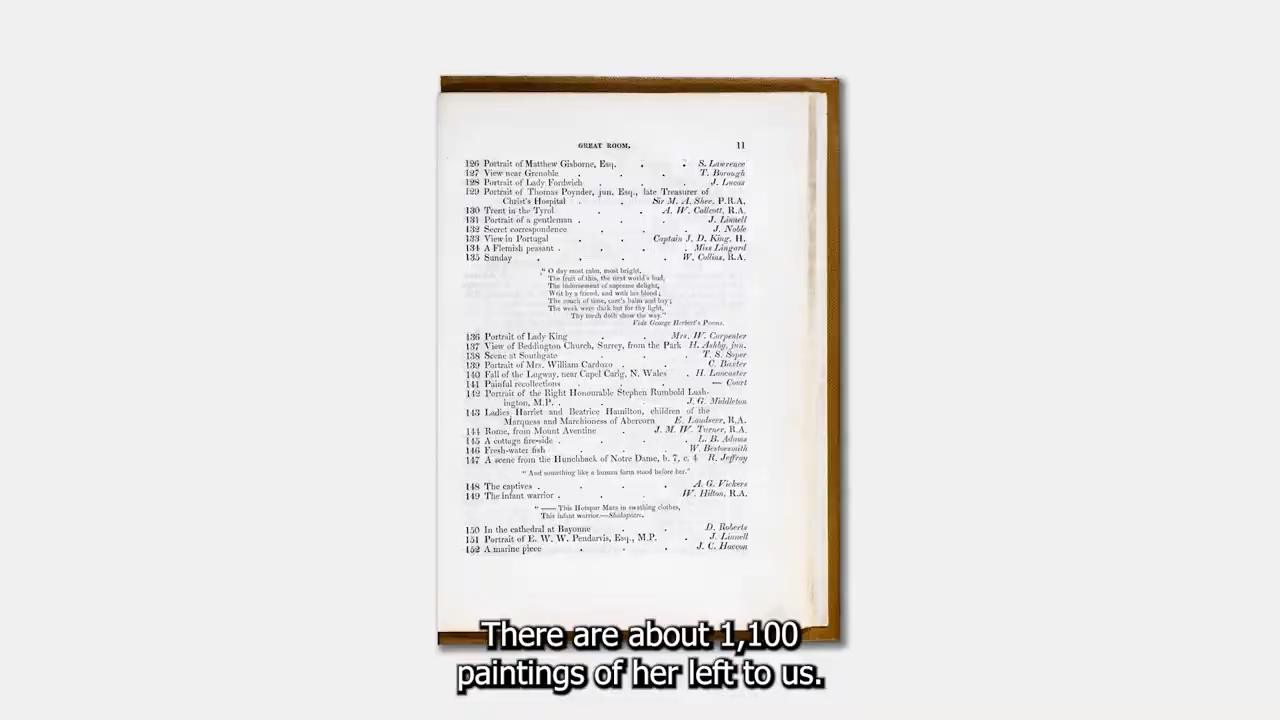 GREAT ROOM. 11
126 Portrait of Matthew Gisborne, Esq. . . S. Lawrence
127 View near Grenoble . . . T. Borough
128 Portrait of Lady Fordwich . . . J. Lucas
129 Portrait of Thomas Poynder, jun. Esq., late Treasurer of
Christ's Hospital . . Sir M. A. Shee, P.R.A.
130 Trent in the Tyrol . . A. W. Callcott, R.A.
131 Portrait of a gentleman . . . J. Linnell
132 Secret correspondence . . . J. Noble
133 View in Portugal . . Captain J. D. King, H.
134 A Flemish peasant . . . . Miss Lingard
135 Sunday . . . . W. Collins, R.A.
" O day most calm, most bright,
The fruit of this, the next world's bud,
The indorsement of supreme delight,
Writ by a friend, and with his blood ;
The couch of time, care's balm and bay ;
The week were dark but for thy light,
Thy torch doth show the way."
Vide George Herbert's Poems.
136 Portrait of Lady King . . Mrs. W. Carpenter
137 View of Beddington Church, Surrey, from the Park H. Ashby, jun.
138 Scene at Southgate . . . T. S. Soper
139 Portrait of Mrs. William Cardozo . . C. Baxter
140 Fall of the Lugway, near Capel Carig, N. Wales . H. Lancaster
141 Painful recollections . . . — Court
142 Portrait of the Right Honourable Stephen Rumbold Lush-
ington, M.P. . . . . J. G. Middleton
143 Ladies Harriet and Beatrice Hamilton, children of the
Marquess and Marchioness of Abercorn E. Landseer, R.A.
144 Rome, from Mount Aventine . J. M. W. Turner, R.A.
145 A cottage fire-side . . . . L. B. Adams
146 Fresh-water fish . . . W.
147 A scene from the Hunchback of Notre Dame, b. 7, c. 4 R. Jeffray
" And something like a human form stood before her."
148 The captives . . . . A. G. Vickers
149 The infant warrior . . . W. Hilton, R.A.
" —— This Hotspur Mars in swathing clothes,
This infant warrior.—Shakspeare.
150 In the cathedral at Bayonne . . D. Roberts
151 Portrait of E. W. W. Pendarvis, Esq., M.P. . J. Linnell
152 A marine piece . . . J. C. Haccon
There are about 1,100
paintings of her left to us.